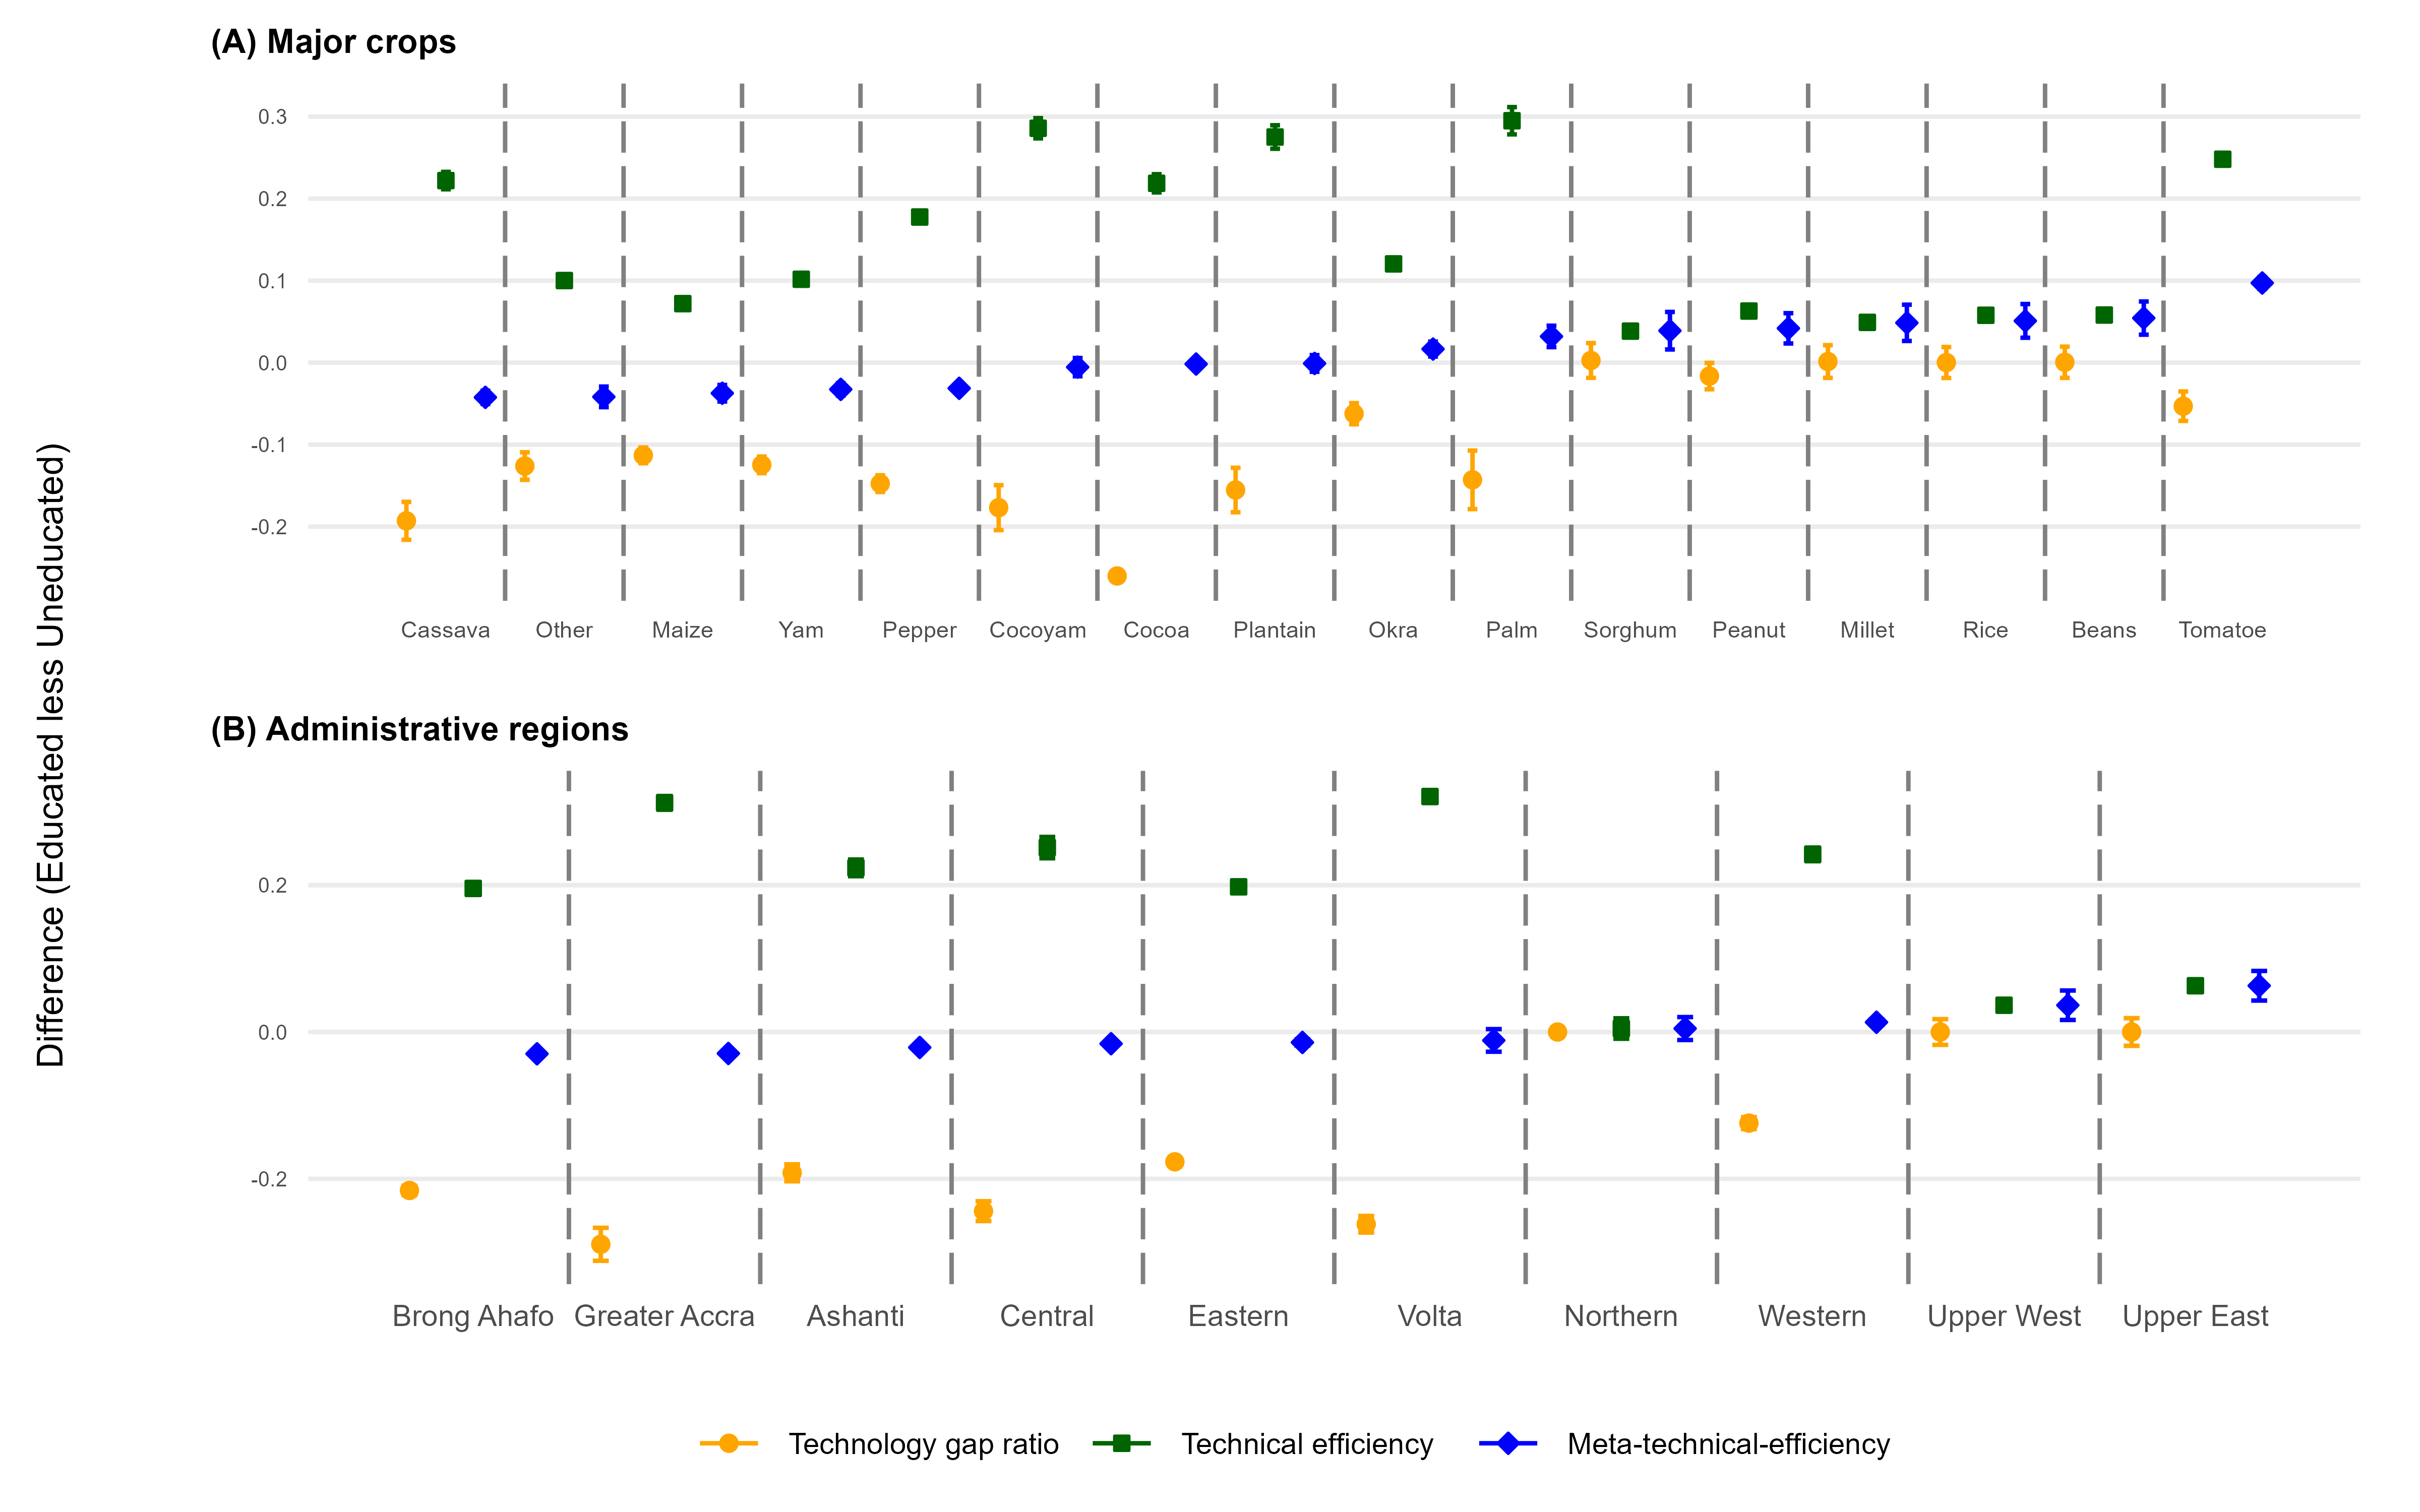 (A) Major crops
0.3
0.2
0.1
0.0
-0.1
-0.2
Cassava Other Maize Yam Pepper Cocoyam Cocoa Plantain Okra Palm Sorghum Peanut Millet Rice Beans Tomatoe
Difference (Educated less Uneducated)
(B) Administrative regions
0.2
0.0
-0.2
Brong Ahafo Greater Accra Ashanti Central Eastern Volta Northern Western Upper West Upper East
Technology gap ratio Technical efficiency Meta-technical-efficiency